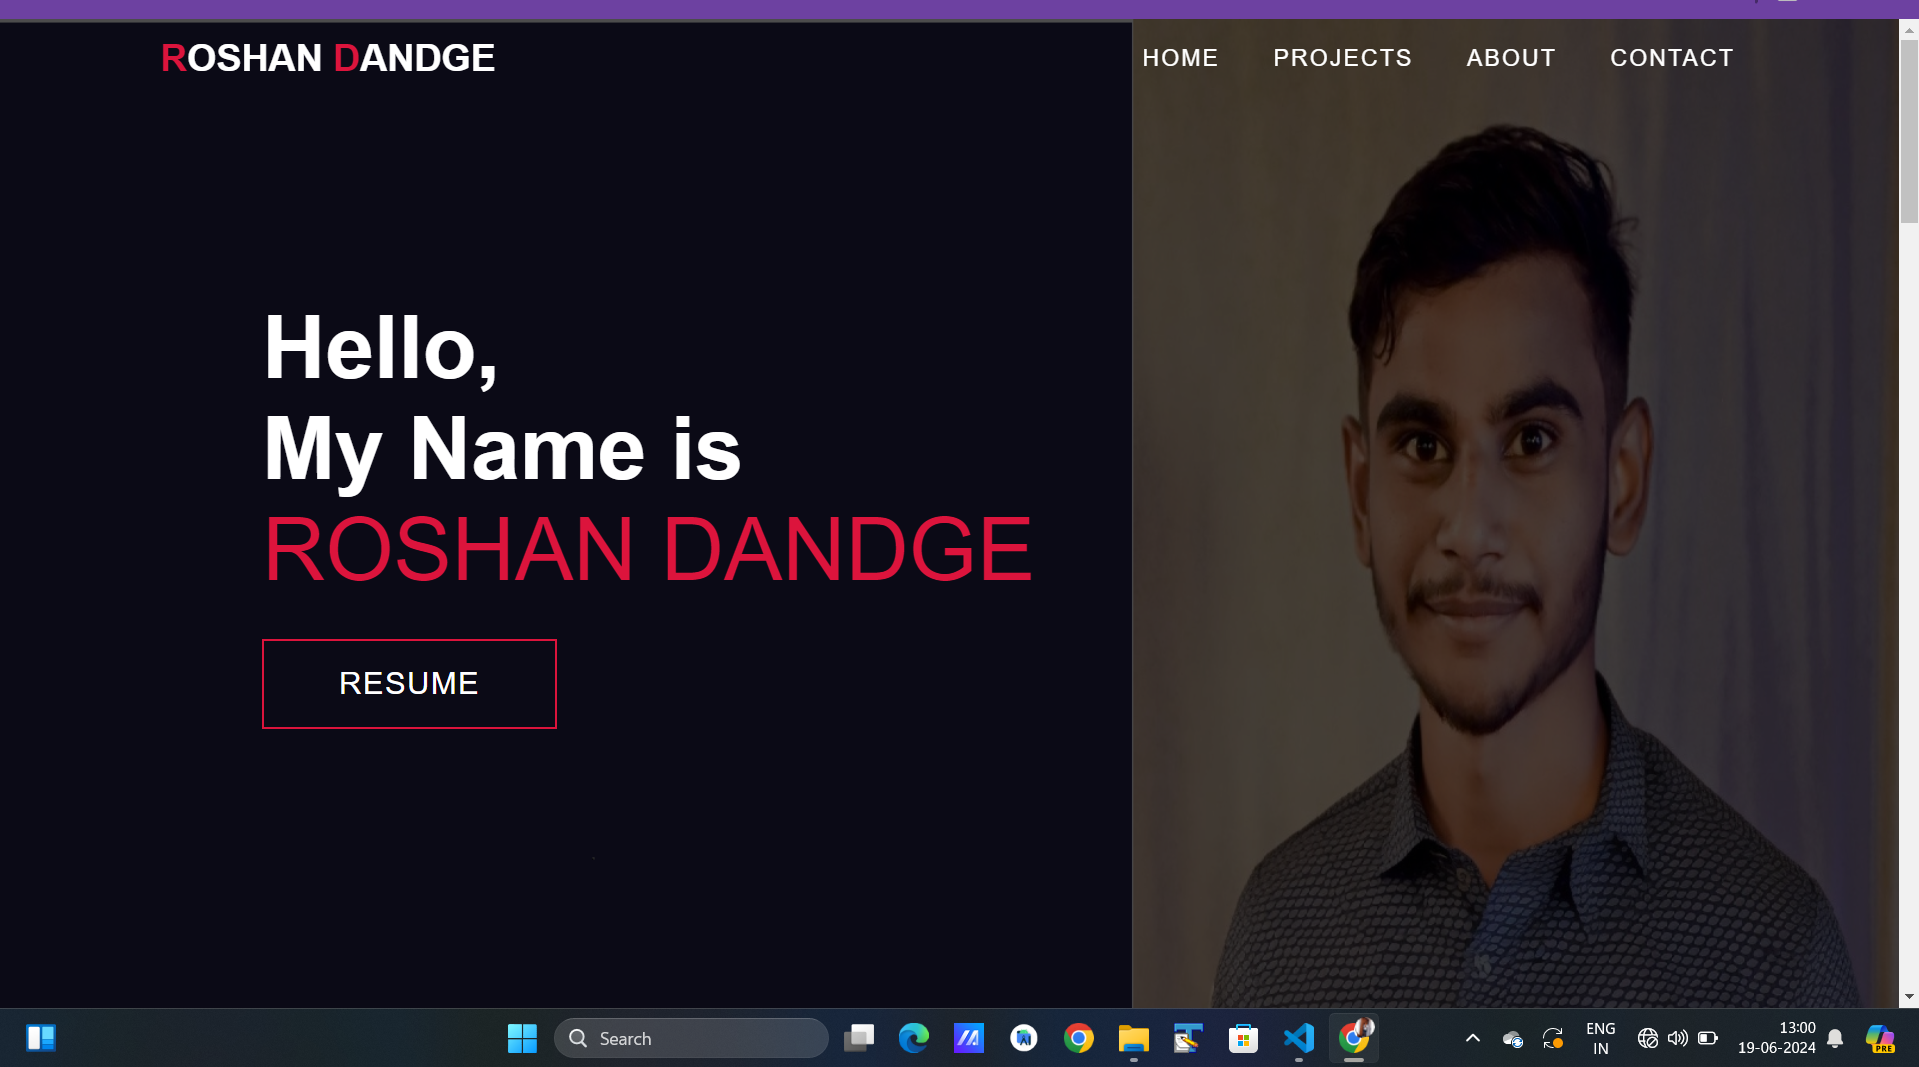 ROSHAN DANDGE
HOME PROJECTS ABOUT CONTACT
Hello,
My Name is
ROSHAN DANDGE
RESUME
Search
ENG
IN
13:00
19-06-2024
PRE